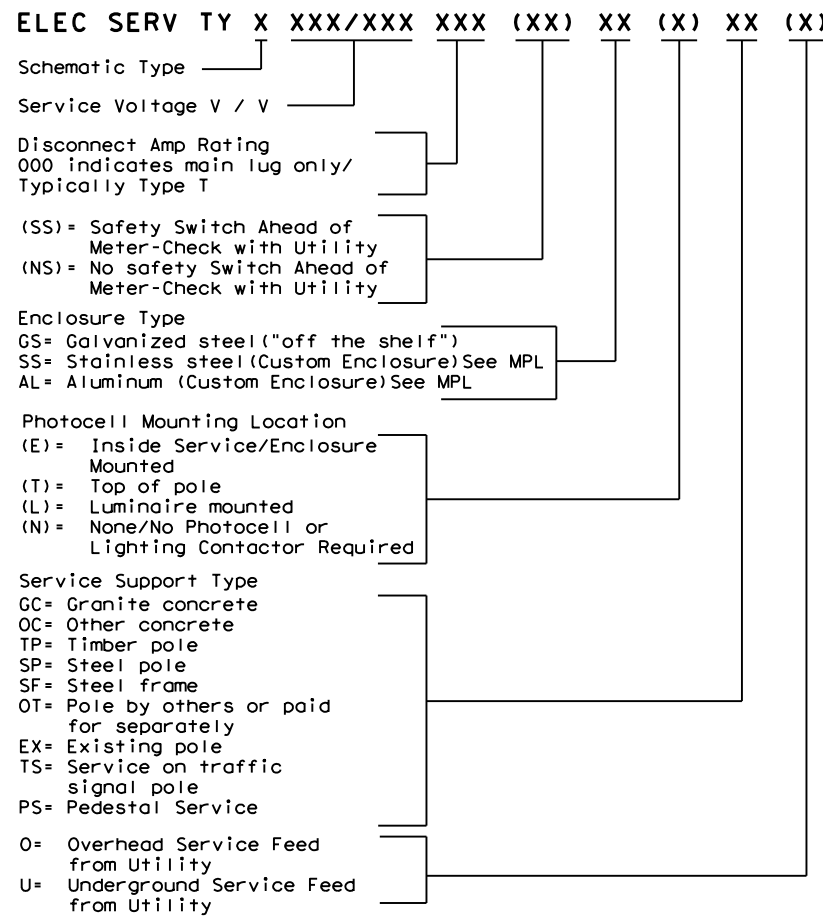 ELEC SERV TY X XXX/XXX XXX (XX) XX (X) XX (X)
Schematic Type
Service Voltage V / V
Disconnect Amp Rating
000 indicates main lug only/
Typically Type T
(SS)= Safety Switch Ahead of
Meter-Check with Utility
(NS)= No safety Switch Ahead of
Meter-Check with Utility
Enclosure Type
GS= Galvanized steel("off the shelf")
SS= Stainless steel(Custom Enclosure)See MPL
AL= Aluminum (Custom Enclosure)See MPL
Photocell Mounting Location
(E)= Inside Service/Enclosure
Mounted
(T)= Top of pole
(L)= Luminaire mounted
(N)= None/No Photocell or
Lighting Contactor Required
Service Support Type
GC= Granite concrete
OC= Other concrete
TP= Timber pole
SP= Steel pole
SF= Steel frame
OT= Pole by others or paid
for separately
EX= Existing pole
TS= Service on traffic
signal pole
PS= Pedestal Service
O= Overhead Service Feed
from Utility
U= Underground Service Feed
from Utility